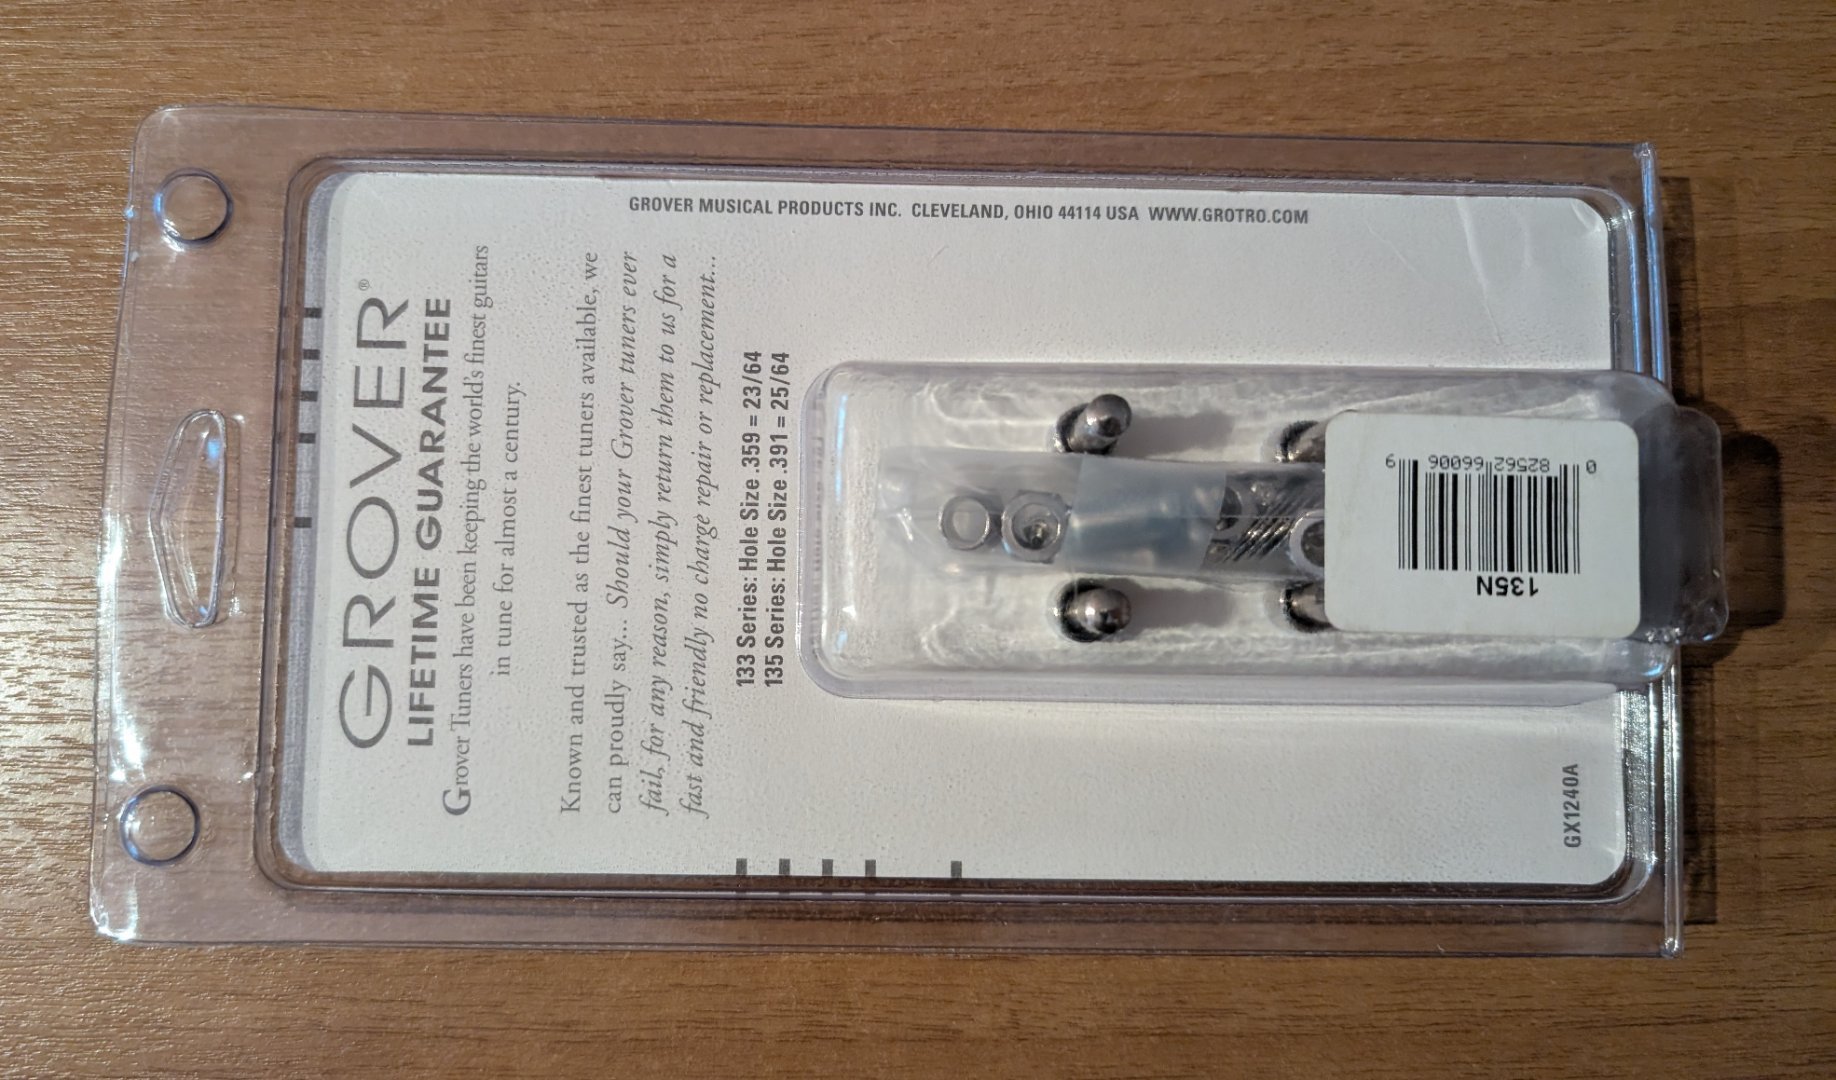 GROVER®
LIFETIME GUARANTEE
Grover Tuners have been keeping the world's finest guitars
in tune for almost a century.
Known and trusted as the finest tuners available, we
can proudly say... Should your Grover tuners ever
fail, for any reason, simply return them to us for a
fast and friendly no charge repair or replacement...
133 Series: Hole Size .359 = 23/64
135 Series: Hole Size .391 = 25/64
GROVER MUSICAL PRODUCTS INC. CLEVELAND, OHIO 44114 USA WWW.GROTRO.COM
135N
0 82562 66006 9
GX1240A